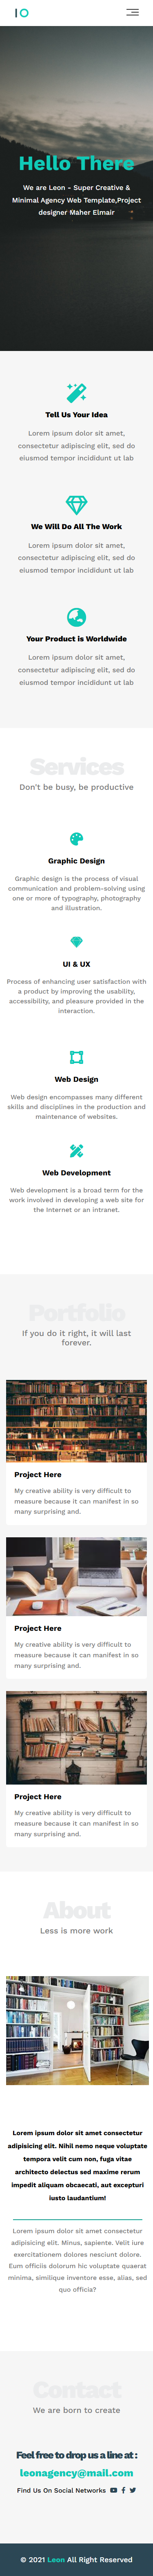 IO
Hello There
We are Leon - Super Creative &
Minimal Agency Web Template,Project
designer Maher Elmair
Tell Us Your Idea
Lorem ipsum dolor sit amet,
consectetur adipisicing elit, sed do
eiusmod tempor incididunt ut lab
We Will Do All The Work
Lorem ipsum dolor sit amet,
consectetur adipiscing elit, sed do
eiusmod tempor incididunt ut lab
Your Product is Worldwide
Lorem ipsum dolor sit amet,
consectetur adipiscing elit, sed do
eiusmod tempor incididunt ut lab
Services
Don't be busy, be productive
Graphic Design
Graphic design is the process of visual
communication and problem-solving using
one or more of typography, photography
and illustration.
UI & UX
Process of enhancing user satisfaction with
a product by improving the usability,
accessibility, and pleasure provided in the
interaction.
Web Design
Web design encompasses many different
skills and disciplines in the production and
maintenance of websites.
Web Development
Web development is a broad term for the
work involved in developing a web site for
the Internet or an intranet.
Portfolio
If you do it right, it will last
forever.
Project Here
My creative ability is very difficult to
measure because it can manifest in so
many surprising and.
Project Here
My creative ability is very difficult to
measure because it can manifest in so
many surprising and.
Project Here
My creative ability is very difficult to
measure because it can manifest in so
many surprising and.
About
Less is more work
Lorem ipsum dolor sit amet consectetur
adipisicing elit. Nihil nemo neque voluptate
tempora velit cum non, fuga vitae
architecto delectus sed maxime rerum
impedit aliquam obcaecati, aut excepturi
iusto laudantium!
Lorem ipsum dolor sit amet consectetur
adipisicing elit. Minus, sapiente. Velit iure
exercitationem dolores nesciunt dolore.
Eum officiis dolorum hic voluptate quaerat
minima, similique inventore esse, alias, sed
quo officia?
Contact
We are born to create
Feel free to drop us a line at :
leonagency@mail.com
Find Us On Social Networks
© 2021 Leon All Right Reserved